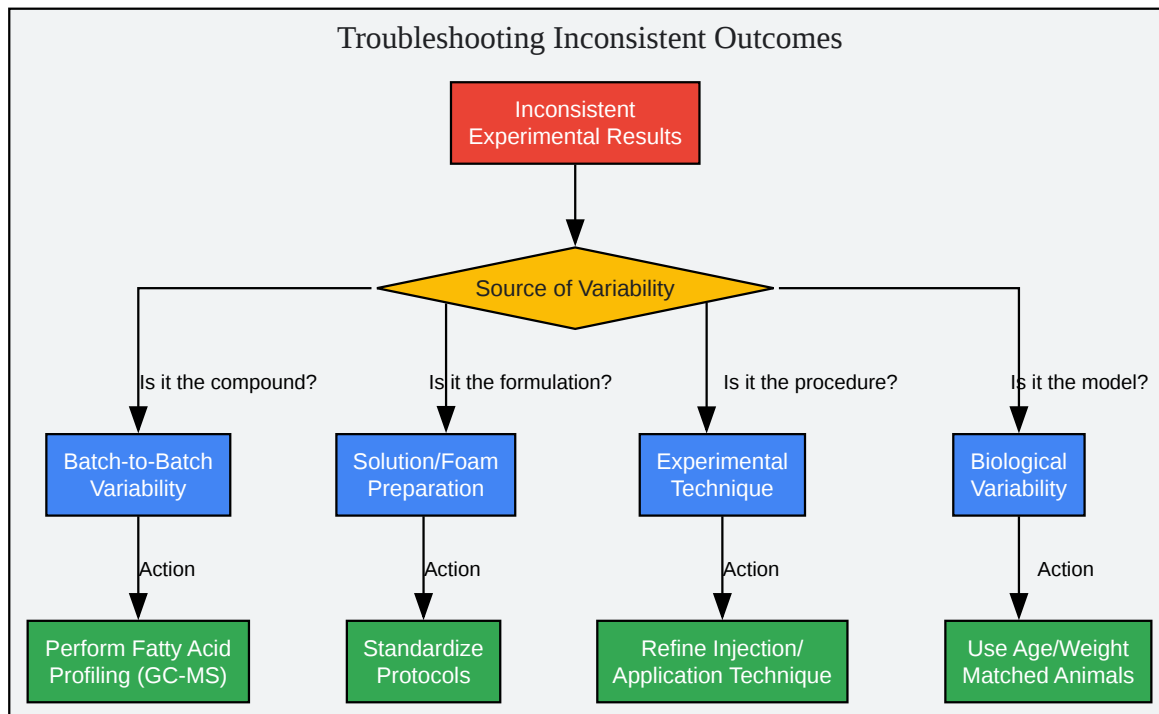 Troubleshooting Inconsistent Outcomes
Inconsistent
Experimental Results
Source of Variability
Is it the compound?
Is it the formulation?
Is it the procedure?
Is it the model?
Batch-to-Batch
Variability
Solution/Foam
Preparation
Experimental
Technique
Biological
Variability
Action
Action
Action
Action
Perform Fatty Acid
Profiling (GC-MS)
Standardize
Protocols
Refine Injection/
Application Technique
Use Age/Weight
Matched Animals